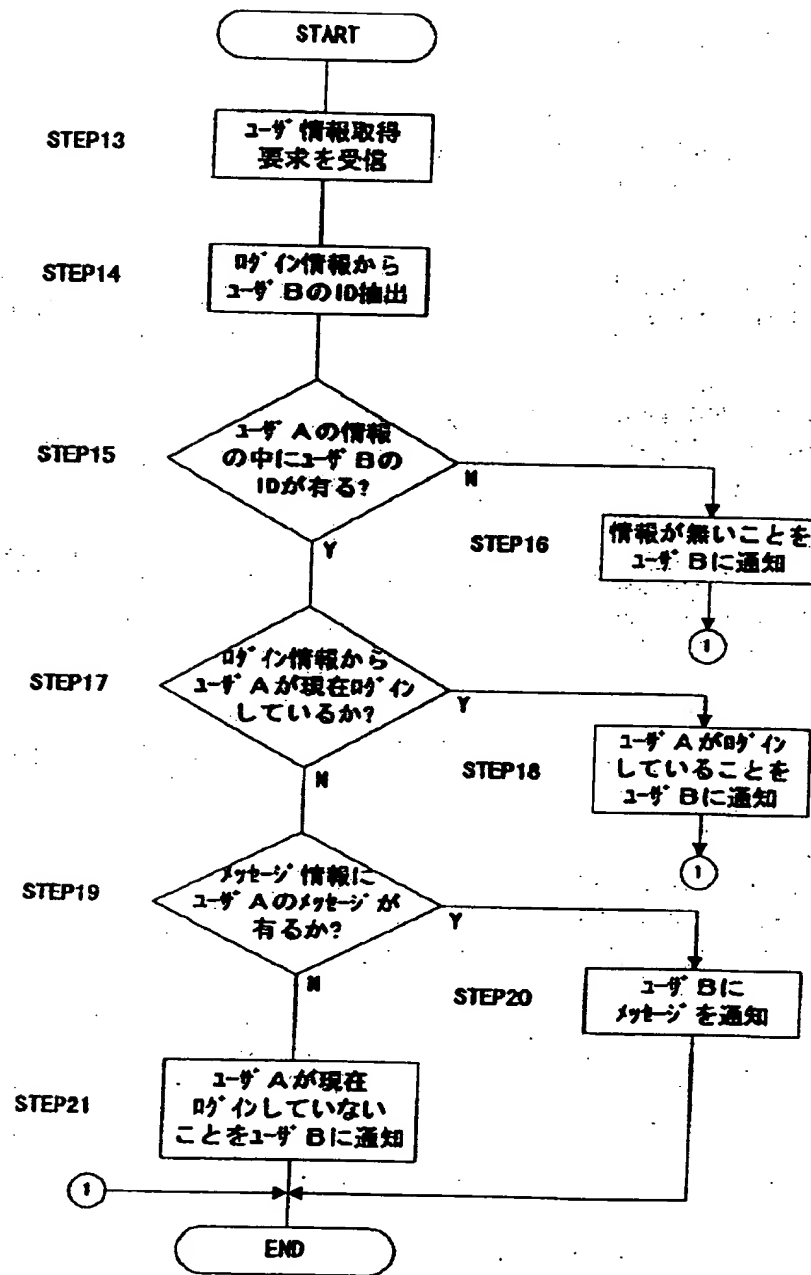 START
STEP13
ﾕｰｻﾞ情報取得
要求を受信
STEP14
ﾛｸﾞｲﾝ情報から
ﾕｰｻﾞBのID抽出
STEP15
ﾕｰｻﾞAの情報
の中にﾕｰｻﾞBの
IDが有る?
N
Y
STEP16
情報が無いことを
ﾕｰｻﾞBに通知
1
STEP17
ﾛｸﾞｲﾝ情報から
ﾕｰｻﾞAが現在ﾛｸﾞｲﾝ
しているか?
Y
N
STEP18
ﾕｰｻﾞAがﾛｸﾞｲﾝ
していることを
ﾕｰｻﾞBに通知
1
STEP19
ﾒｯｾｰｼﾞ情報に
ﾕｰｻﾞAのﾒｯｾｰｼﾞが
有るか?
Y
N
STEP20
ﾕｰｻﾞBに
ﾒｯｾｰｼﾞを通知
STEP21
ﾕｰｻﾞAが現在
ﾛｸﾞｲﾝしていない
ことをﾕｰｻﾞBに通知
1
END